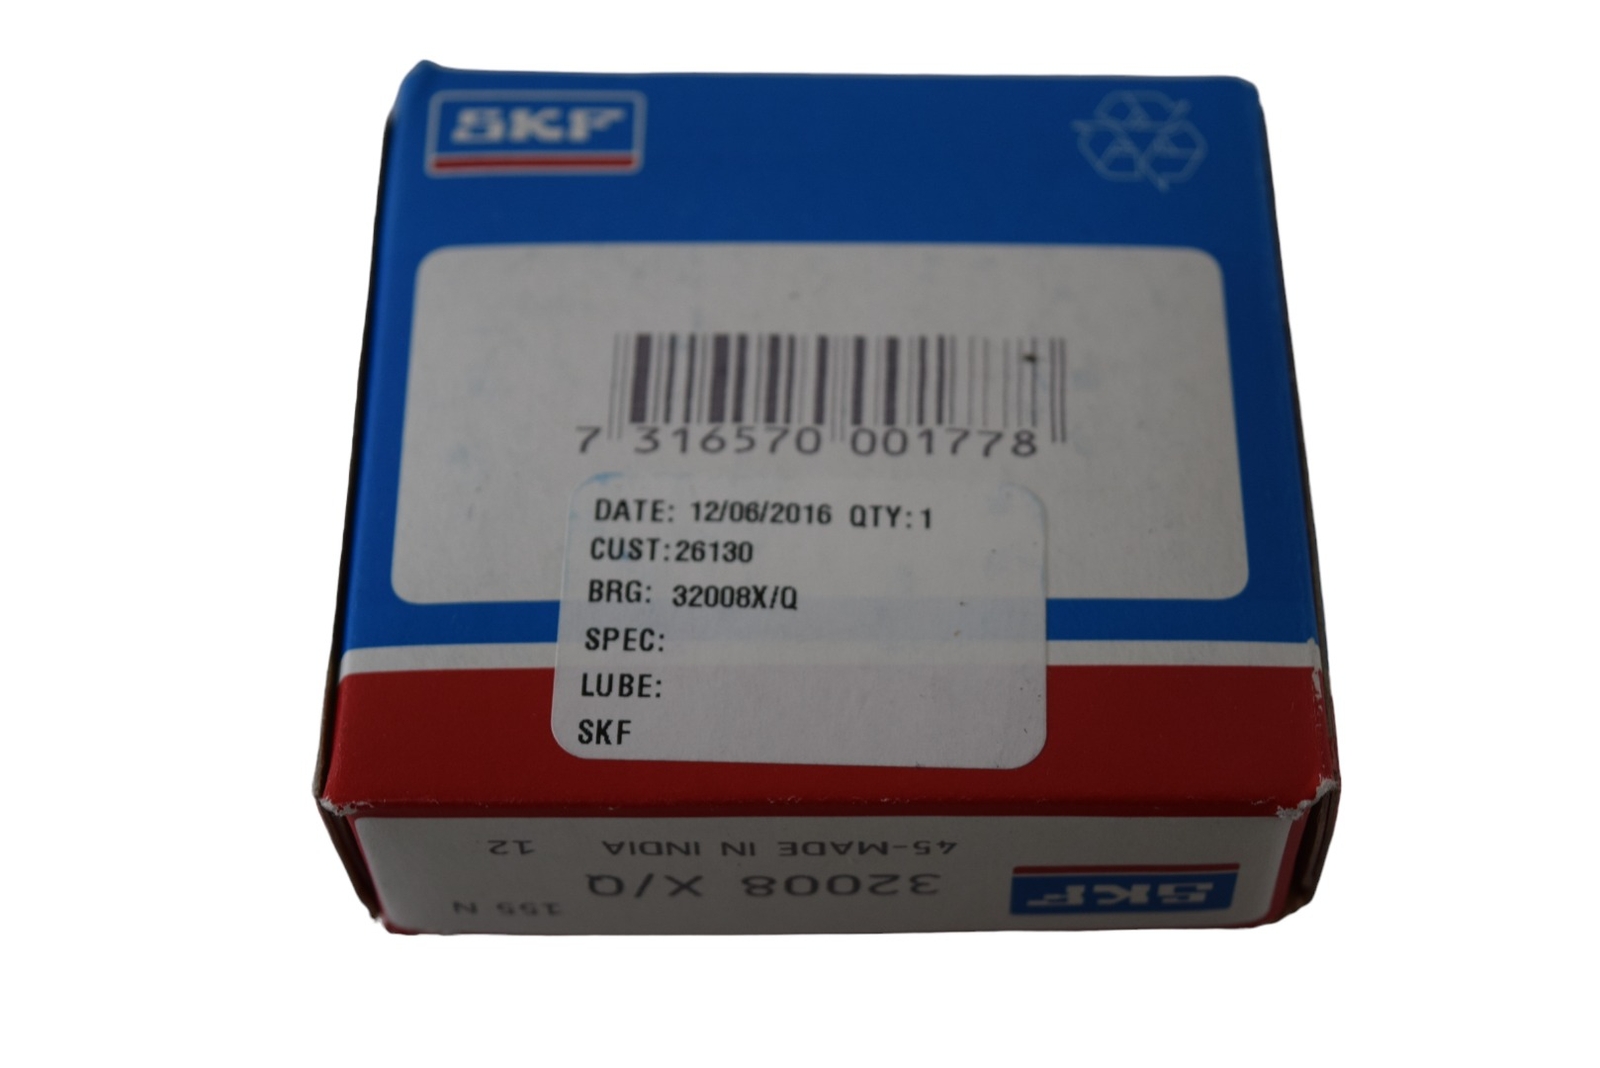 SKF
7 316570 001778
DATE: 12/06/2016 QTY: 1
CUST: 26130
BRG: 32008X/Q
SPEC:
LUBE:
SKF
SKF
32008 X/Q
155 N
45-MADE IN INDIA 12